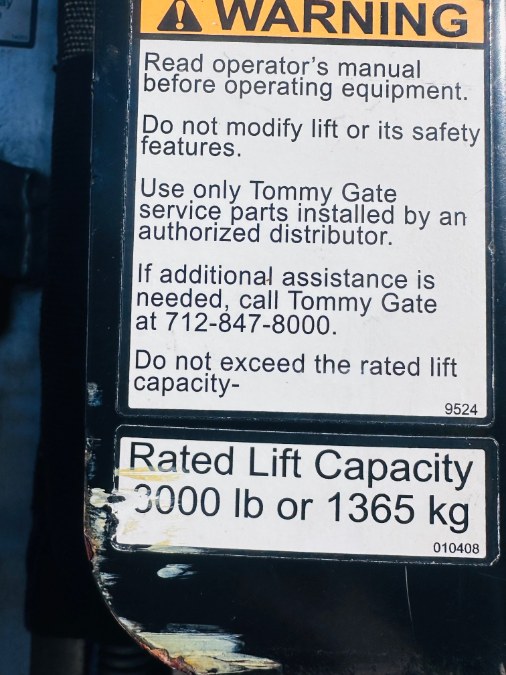 WARNING
Read operator's manual
before operating equipment.
Do not modify lift or its safety
features.
Use only Tommy Gate
service parts installed by an
authorized distributor.
If additional assistance is
needed, call Tommy Gate
at 712-847-8000.
Do not exceed the rated lift
capacity-
9524
Rated Lift Capacity
3000 lb or 1365 kg
010408